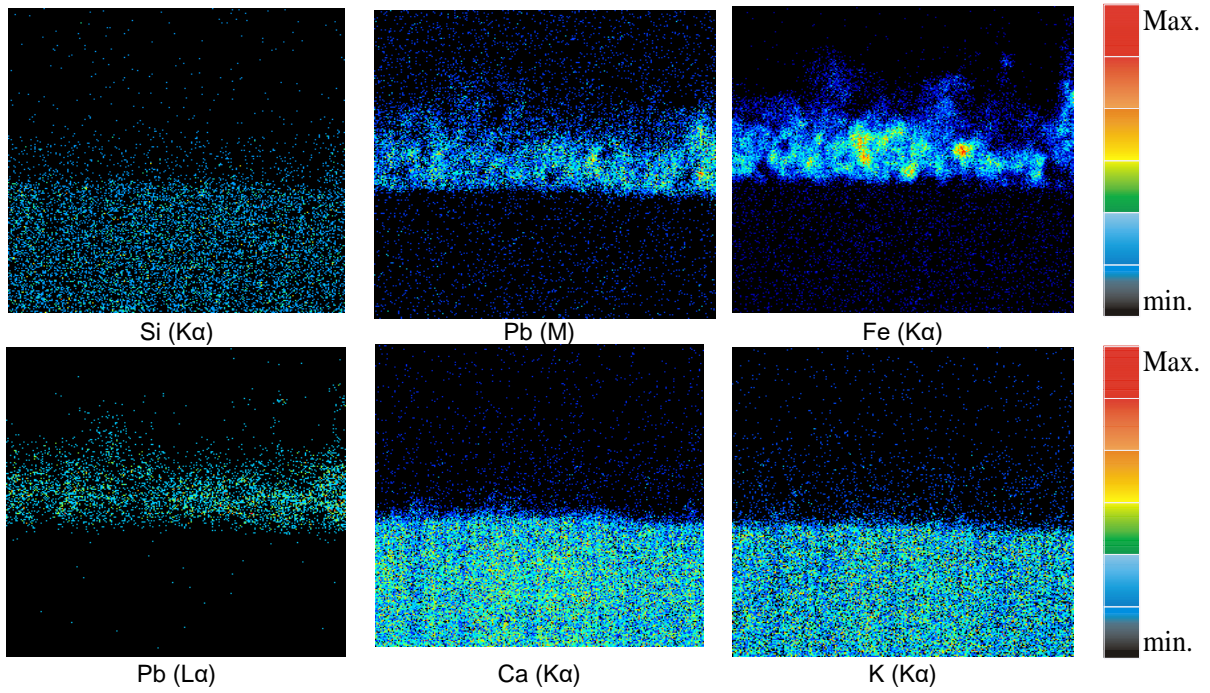 Max.
min.
Si (Kα)
Pb (M)
Fe (Kα)
Max.
min.
Pb (Lα)
Ca (Kα)
K (Kα)